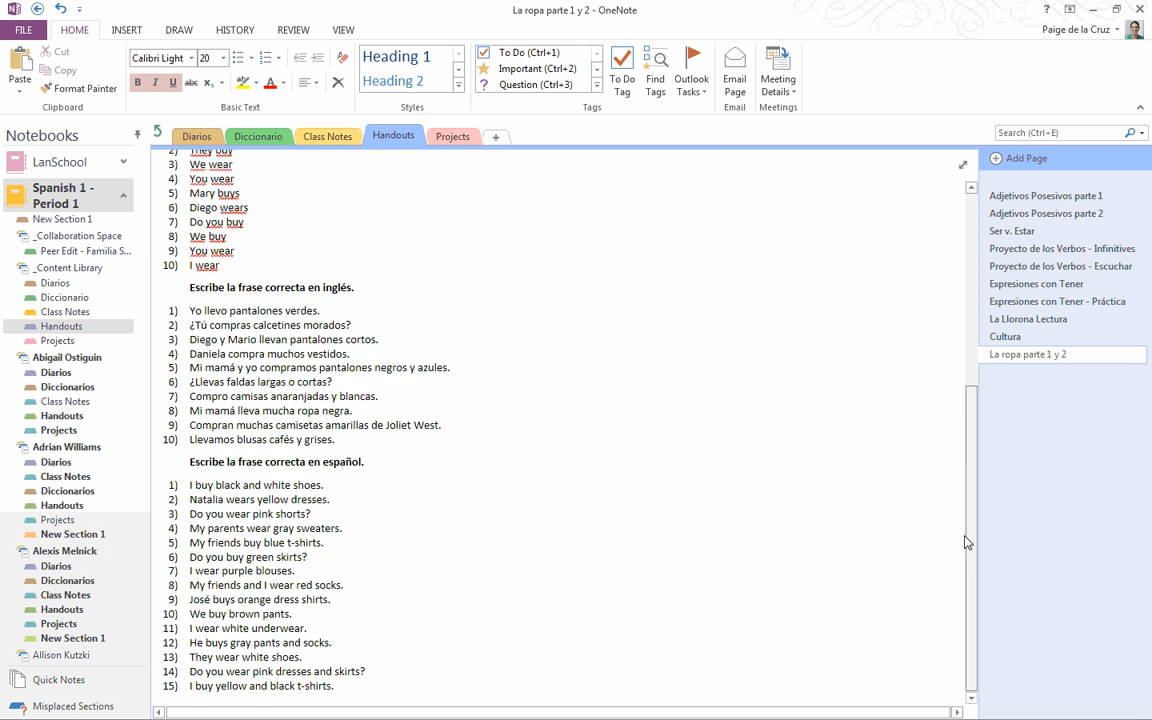 La ropa parte 1 y 2 - OneNote
?
FILE HOME INSERT DRAW HISTORY REVIEW VIEW
Paige de la Cruz
Paste
Cut
Copy
Format Painter
Clipboard
Calibri Light 20
B I U abc x₂ A
Basic Text
Heading 1
Heading 2
Styles
To Do (Ctrl+1)
Important (Ctrl+2)
? Question (Ctrl+3)
To Do Tag
Find Tags
Outlook Tasks
Tags
Email Page
Email
Meeting Details
Meetings
Notebooks
LanSchool
Spanish 1 -
Period 1
New Section 1
_Collaboration Space
Peer Edit - Familia S...
_Content Library
Diarios
Diccionario
Class Notes
Handouts
Projects
Abigail Ostiguin
Diarios
Diccionarios
Class Notes
Handouts
Projects
Adrian Williams
Diarios
Class Notes
Diccionarios
Handouts
Projects
New Section 1
Alexis Melnick
Diarios
Diccionarios
Class Notes
Handouts
Projects
New Section 1
Allison Kutzki
Quick Notes
Misplaced Sections
Diarios Diccionario Class Notes Handouts Projects +
Search (Ctrl+E)
2) They buy
3) We wear
4) You wear
5) Mary buys
6) Diego wears
7) Do you buy
8) We buy
9) You wear
10) I wear
Escribe la frase correcta en inglés.
1) Yo llevo pantalones verdes.
2) ¿Tú compras calcetines morados?
3) Diego y Mario llevan pantalones cortos.
4) Daniela compra muchos vestidos.
5) Mi mamá y yo compramos pantalones negros y azules.
6) ¿Llevas faldas largas o cortas?
7) Compro camisas anaranjadas y blancas.
8) Mi mamá lleva mucha ropa negra.
9) Compran muchas camisetas amarillas de Joliet West.
10) Llevamos blusas cafés y grises.
Escribe la frase correcta en español.
1) I buy black and white shoes.
2) Natalia wears yellow dresses.
3) Do you wear pink shorts?
4) My parents wear gray sweaters.
5) My friends buy blue t-shirts.
6) Do you buy green skirts?
7) I wear purple blouses.
8) My friends and I wear red socks.
9) José buys orange dress shirts.
10) We buy brown pants.
11) I wear white underwear.
12) He buys gray pants and socks.
13) They wear white shoes.
14) Do you wear pink dresses and skirts?
15) I buy yellow and black t-shirts.
Add Page
Adjetivos Posesivos parte 1
Adjetivos Posesivos parte 2
Ser v. Estar
Proyecto de los Verbos - Infinitives
Proyecto de los Verbos - Escuchar
Expresiones con Tener
Expresiones con Tener - Práctica
La Llorona Lectura
Cultura
La ropa parte 1 y 2